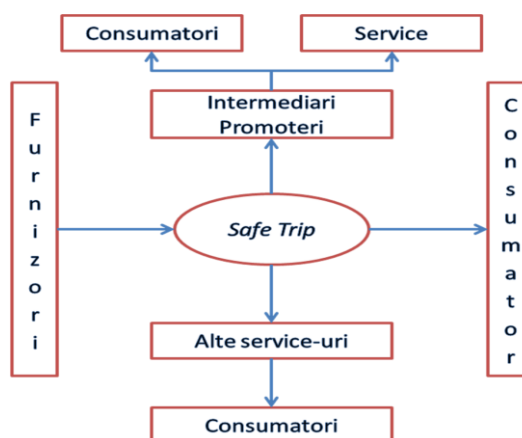 Consumatori
Service
Intermediari
Promoteri
Furnizori
Safe Trip
Consumator
Alte service-uri
Consumatori